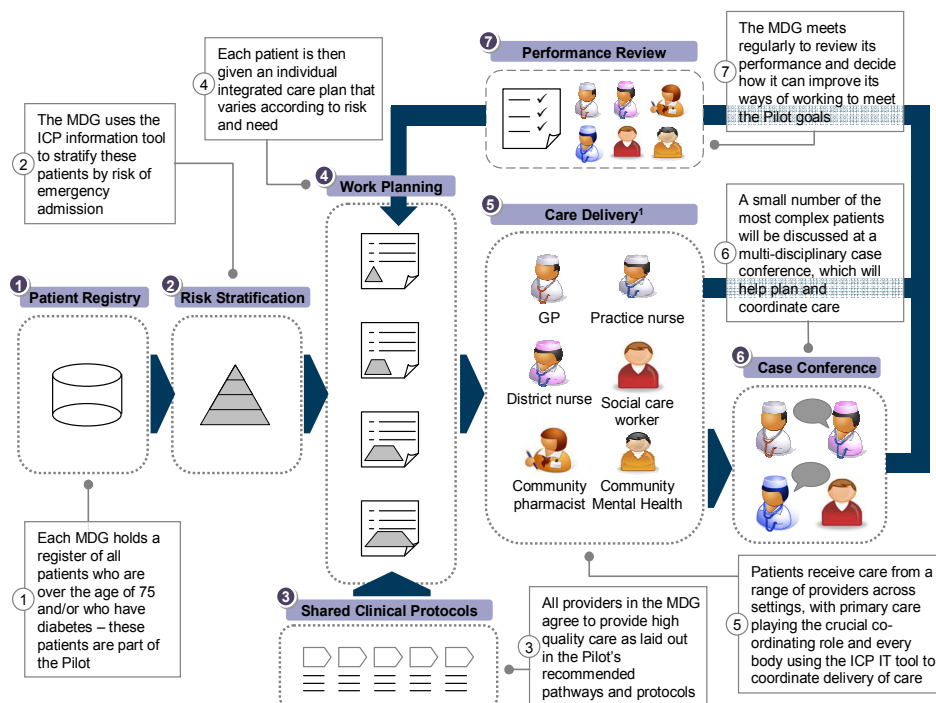 7
Performance Review
The MDG meets
regularly to review its
performance and decide
how it can improve its
ways of working to meet
the Pilot goals
7
Each patient is then
given an individual
integrated care plan that
varies according to risk
and need
4
The MDG uses the
ICP information tool
to stratify these
patients by risk of
emergency
admission
2
4
Work Planning
5
Care Delivery1
A small number of the
most complex patients
will be discussed at a
multi-disciplinary case
conference, which will
help plan and
coordinate care
6
1
Patient Registry
2
Risk Stratification
GP
Practice nurse
District nurse
Social care
worker
Community
pharmacist
Community
Mental Health
6
Case Conference
Each MDG holds a
register of all
patients who are
over the age of 75
and/or who have
diabetes – these
patients are part of
the Pilot
1
3
Shared Clinical Protocols
All providers in the MDG
agree to provide high
quality care as laid out
in the Pilot's
recommended
pathways and protocols
3
Patients receive care from a
range of providers across
settings, with primary care
playing the crucial co-
ordinating role and every
body using the ICP IT tool to
coordinate delivery of care
5